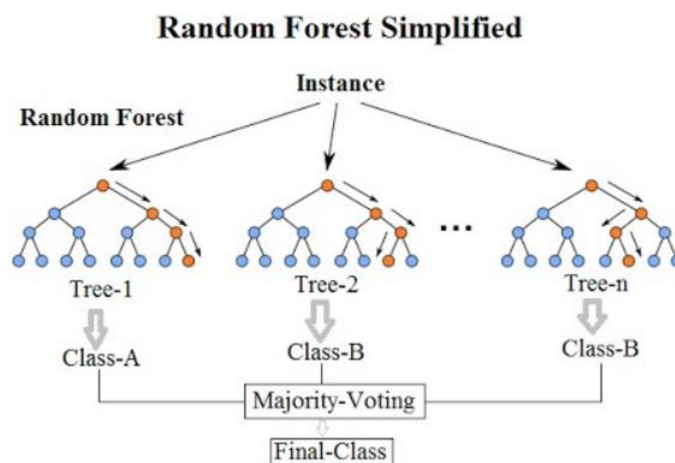 Random Forest Simplified
Instance
Random Forest
...
Tree-1
Tree-2
Tree-n
Class-A
Class-B
Class-B
Majority-Voting
Final-Class